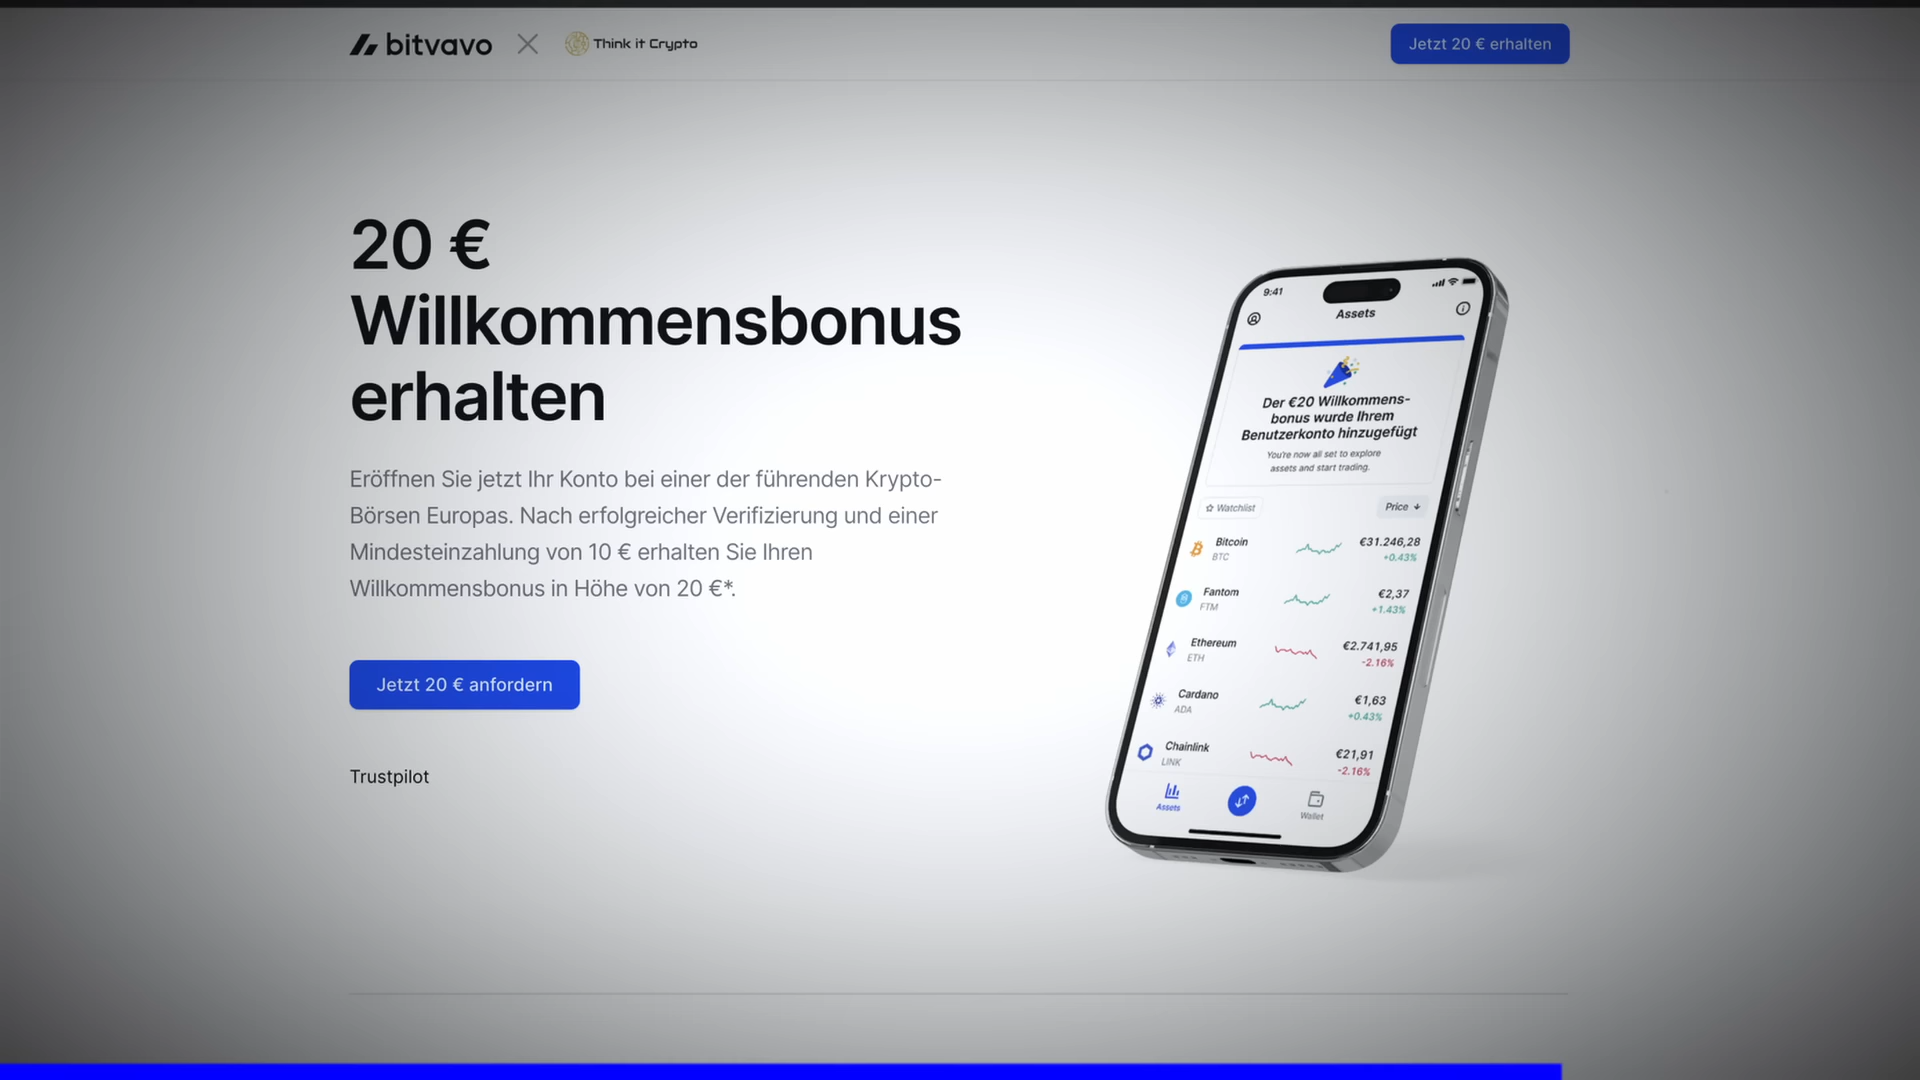 bitvavo
Think it Crypto
Jetzt 20 € erhalten
20 €
Willkommensbonus
erhalten
Eröffnen Sie jetzt Ihr Konto bei einer der führenden Krypto-
Börsen Europas. Nach erfolgreicher Verifizierung und einer
Mindesteinzahlung von 10 € erhalten Sie Ihren
Willkommensbonus in Höhe von 20 €*.
Jetzt 20 € anfordern
Trustpilot
9:41
Assets
Der €20 Willkommens-
bonus wurde Ihrem
Benutzerkonto hinzugefügt
You're now all set to explore
assets and start trading.
Watchlist
Price ↓
Bitcoin
BTC
€31.246,28
+0.43%
Fantom
FTM
€2,37
+1.43%
Ethereum
ETH
€2.741,95
-2.16%
Cardano
ADA
€1,63
+0.43%
Chainlink
LINK
€21,91
-2.16%
Assets
Wallet